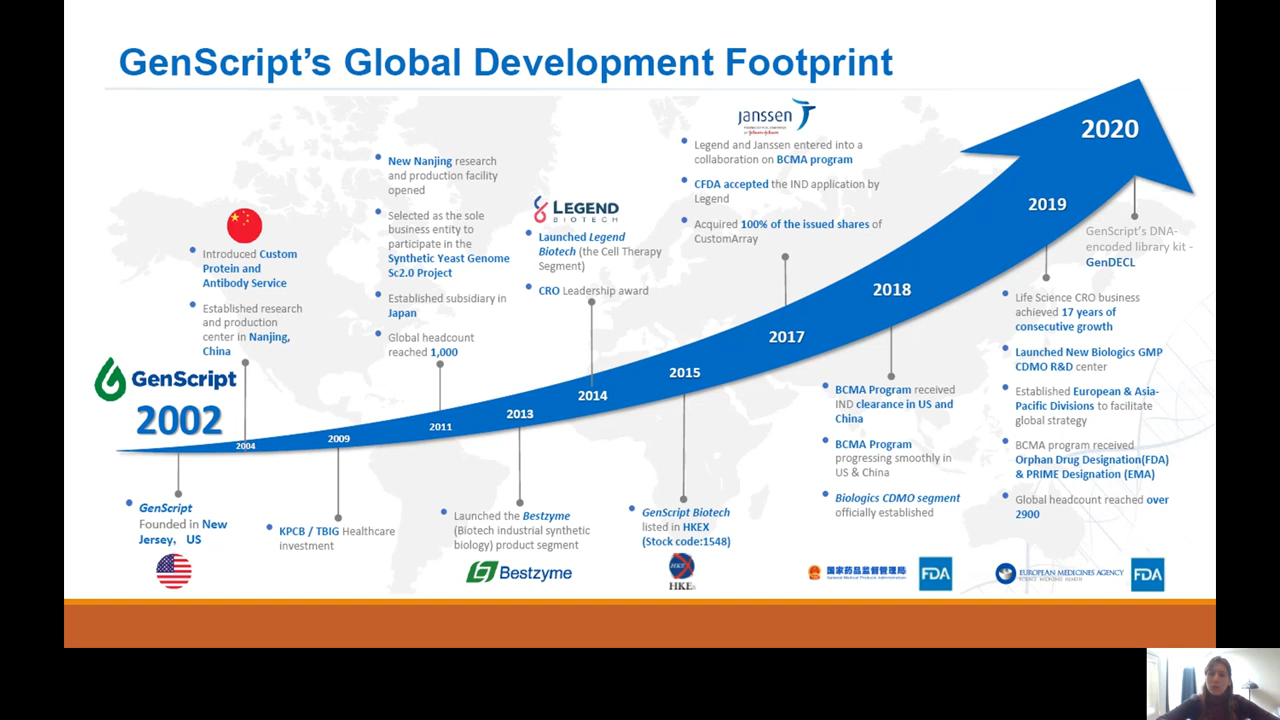 GenScript’s Global Development Footprint
GenScript
2002
2004
2009
2011
2013
2014
2015
2017
2018
2019
2020
GenScript
Founded in New
Jersey, US
Introduced Custom
Protein and
Antibody Service
Established research
and production
center in Nanjing,
China
KPCB / TBIG Healthcare
investment
New Nanjing research
and production facility
opened
Selected as the sole
business entity to
participate in the
Synthetic Yeast Genome
Sc2.0 Project
Established subsidiary in
Japan
Global headcount
reached 1,000
Launched the Bestzyme
(Biotech industrial synthetic
biology) product segment
Bestzyme
LEGEND
BIOTECH
Launched Legend
Biotech (the Cell Therapy
Segment)
CRO Leadership award
GenScript Biotech
listed in HKEX
(Stock code:1548)
HKEx
janssen
Legend and Janssen entered into a
collaboration on BCMA program
CFDA accepted the IND application by
Legend
Acquired 100% of the issued shares of
CustomArray
BCMA Program received
IND clearance in US and
China
BCMA Program
progressing smoothly in
US & China
Biologics CDMO segment
officially established
国家药品监督管理局
National Medical Products Administration
FDA
Life Science CRO business
achieved 17 years of
consecutive growth
Launched New Biologics GMP
CDMO R&D center
Established European & Asia-
Pacific Divisions to facilitate
global strategy
BCMA program received
Orphan Drug Designation(FDA)
& PRIME Designation (EMA)
Global headcount reached over
2900
EUROPEAN MEDICINES AGENCY
SCIENCE MEDICINES HEALTH
FDA
GenScript’s DNA-
encoded library kit -
GenDECL